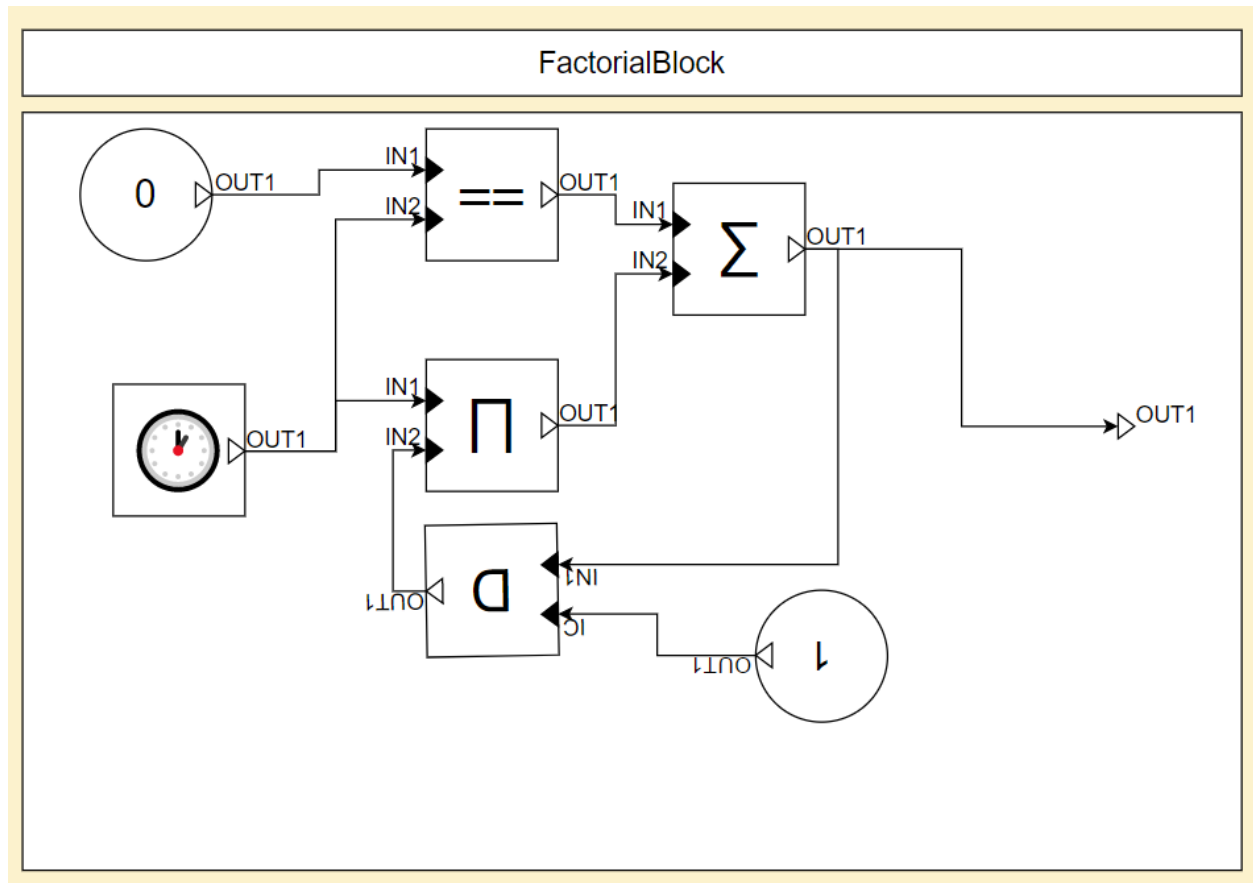 FactorialBlock
0
OUT1
IN1
IN2
==
OUT1
IN1
IN2
∑
OUT1
OUT1
IN1
IN2
∏
OUT1
OUT1
D
IN1
IC
OUT1
OUT1
1